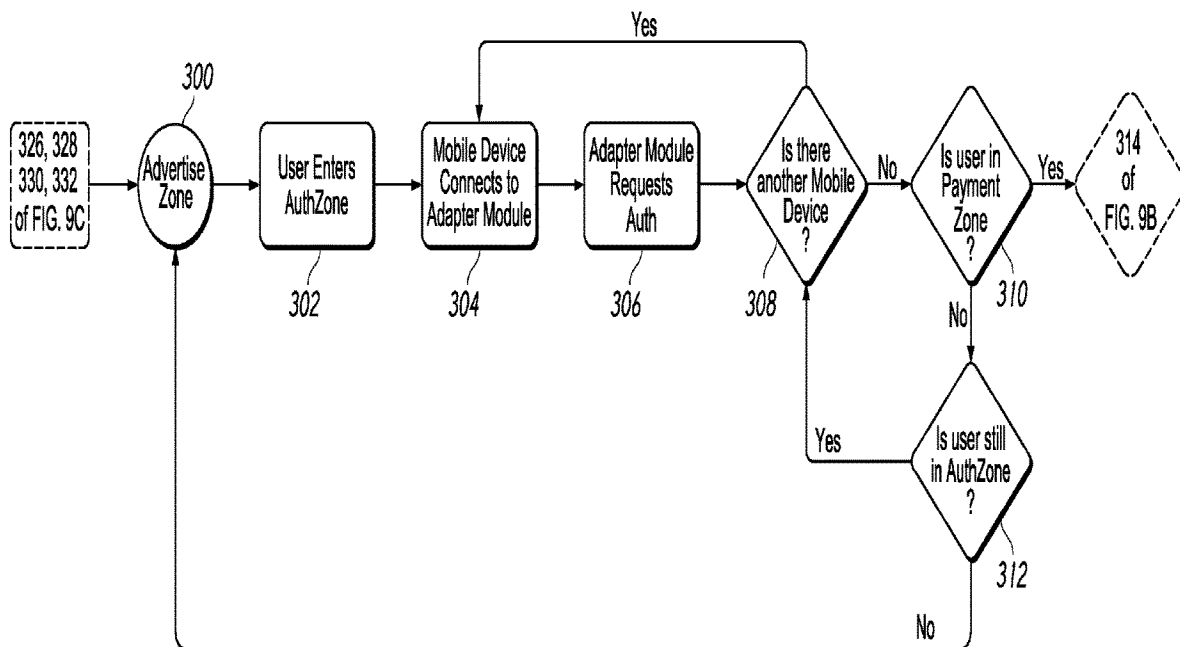 Yes
300
326, 328
330, 332
of FIG. 9C
Advertise
Zone
User Enters
AuthZone
302
Mobile Device
Connects to
Adapter Module
304
Adapter Module
Requests
Auth
306
Is there
another Mobile
Device
?
308
No
Is user in
Payment
Zone
?
310
Yes
314
of
FIG. 9B
No
Yes
Is user still
in AuthZone
?
312
No